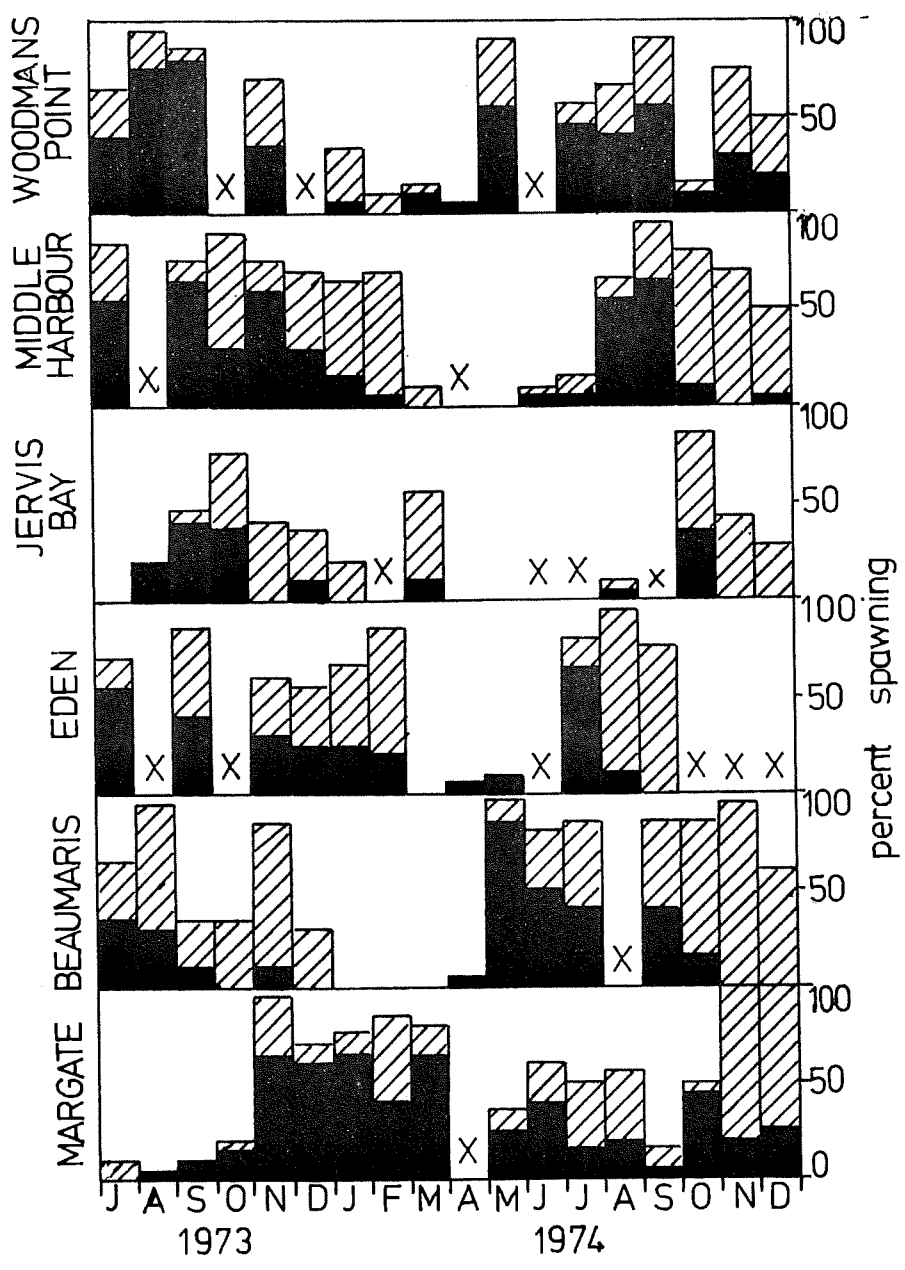 WOODMANS
POINT
100
50
X X X
MIDDLE
HARBOUR
100
50
X X
JERVIS
BAY
100
50
X X X X
EDEN
100
50
X X X X X X
BEAUMARIS
100
50
X
MARGATE
100
50
0
X
percent spawning
J A S O N D J F M A M J J A S O N D
1973 1974